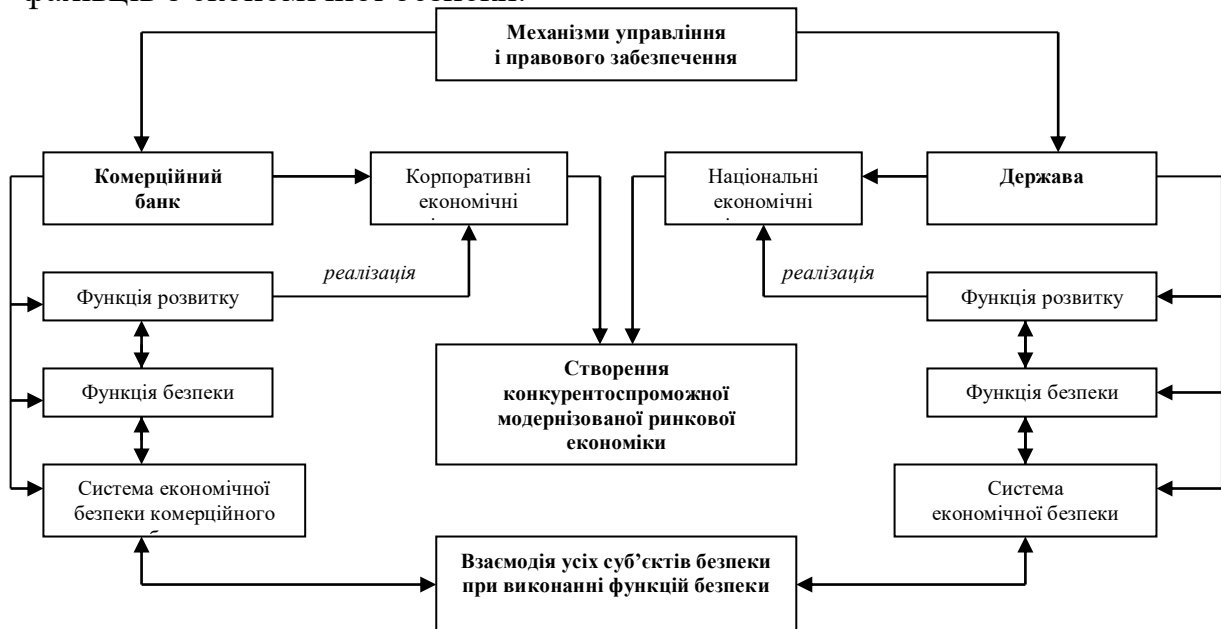 фахівців з економічної безпеки.
Механізми управління
і правового забезпечення
Комерційний
банк
Корпоративні
економічні
Національні
економічні
Держава
реалізація
реалізація
Функція розвитку
Функція розвитку
Створення
конкурентоспроможної
модернізованої ринкової
економіки
Функція безпеки
Функція безпеки
Система економічної
безпеки комерційного
Система
економічної безпеки
Взаємодія усіх суб’єктів безпеки
при виконанні функцій безпеки